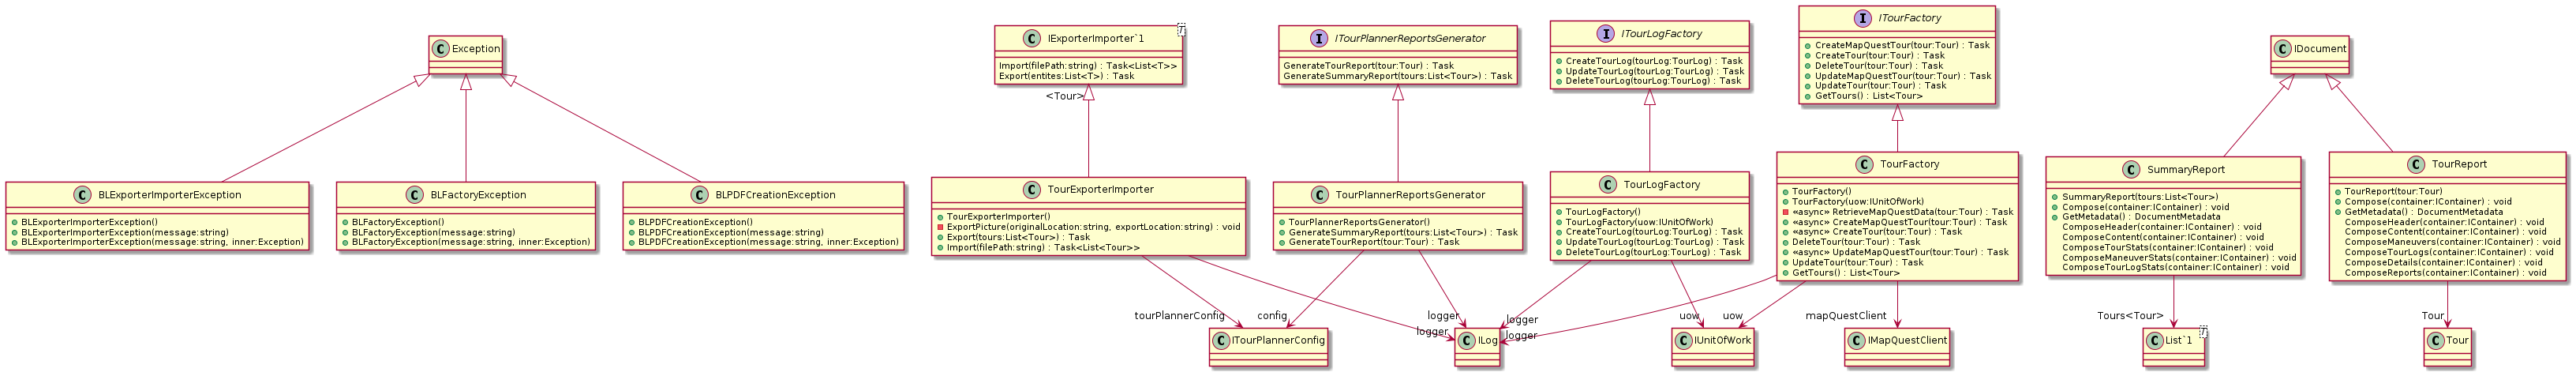 C Exception
C BLExporterImporterException
BLExporterImporterException()
BLExporterImporterException(message:string)
BLExporterImporterException(message:string, inner:Exception)
C BLFactoryException
BLFactoryException()
BLFactoryException(message:string)
BLFactoryException(message:string, inner:Exception)
C BLPDFCreationException
BLPDFCreationException()
BLPDFCreationException(message:string)
BLPDFCreationException(message:string, inner:Exception)
C IExporterImporter`1
T
Import(filePath:string) : Task<List<T>>
Export(entites:List<T>) : Task
<Tour>
C TourExporterImporter
TourExporterImporter()
ExportPicture(originalLocation:string, exportLocation:string) : void
Export(tours:List<Tour>) : Task
Import(filePath:string) : Task<List<Tour>>
I ITourPlannerReportsGenerator
GenerateTourReport(tour:Tour) : Task
GenerateSummaryReport(tours:List<Tour>) : Task
C TourPlannerReportsGenerator
TourPlannerReportsGenerator()
GenerateSummaryReport(tours:List<Tour>) : Task
GenerateTourReport(tour:Tour) : Task
I ITourLogFactory
CreateTourLog(tourLog:TourLog) : Task
UpdateTourLog(tourLog:TourLog) : Task
DeleteTourLog(tourLog:TourLog) : Task
C TourLogFactory
TourLogFactory()
TourLogFactory(uow:IUnitOfWork)
CreateTourLog(tourLog:TourLog) : Task
UpdateTourLog(tourLog:TourLog) : Task
DeleteTourLog(tourLog:TourLog) : Task
I ITourFactory
CreateMapQuestTour(tour:Tour) : Task
CreateTour(tour:Tour) : Task
DeleteTour(tour:Tour) : Task
UpdateMapQuestTour(tour:Tour) : Task
UpdateTour(tour:Tour) : Task
GetTours() : List<Tour>
C TourFactory
TourFactory()
TourFactory(uow:IUnitOfWork)
«async» RetrieveMapQuestData(tour:Tour) : Task
«async» CreateMapQuestTour(tour:Tour) : Task
«async» CreateTour(tour:Tour) : Task
DeleteTour(tour:Tour) : Task
«async» UpdateMapQuestTour(tour:Tour) : Task
UpdateTour(tour:Tour) : Task
GetTours() : List<Tour>
C IDocument
C SummaryReport
SummaryReport(tours:List<Tour>)
Compose(container:IContainer) : void
GetMetadata() : DocumentMetadata
ComposeHeader(container:IContainer) : void
ComposeContent(container:IContainer) : void
ComposeTourStats(container:IContainer) : void
ComposeManeuverStats(container:IContainer) : void
ComposeTourLogStats(container:IContainer) : void
C TourReport
TourReport(tour:Tour)
Compose(container:IContainer) : void
GetMetadata() : DocumentMetadata
ComposeHeader(container:IContainer) : void
ComposeContent(container:IContainer) : void
ComposeManeuvers(container:IContainer) : void
ComposeTourLogs(container:IContainer) : void
ComposeDetails(container:IContainer) : void
ComposeReports(container:IContainer) : void
tourPlannerConfig
config
logger
logger
logger
logger
uow
uow
mapQuestClient
Tours<Tour>
Tour
C ITourPlannerConfig
C ILog
C IUnitOfWork
C IMapQuestClient
C List`1
T
C Tour